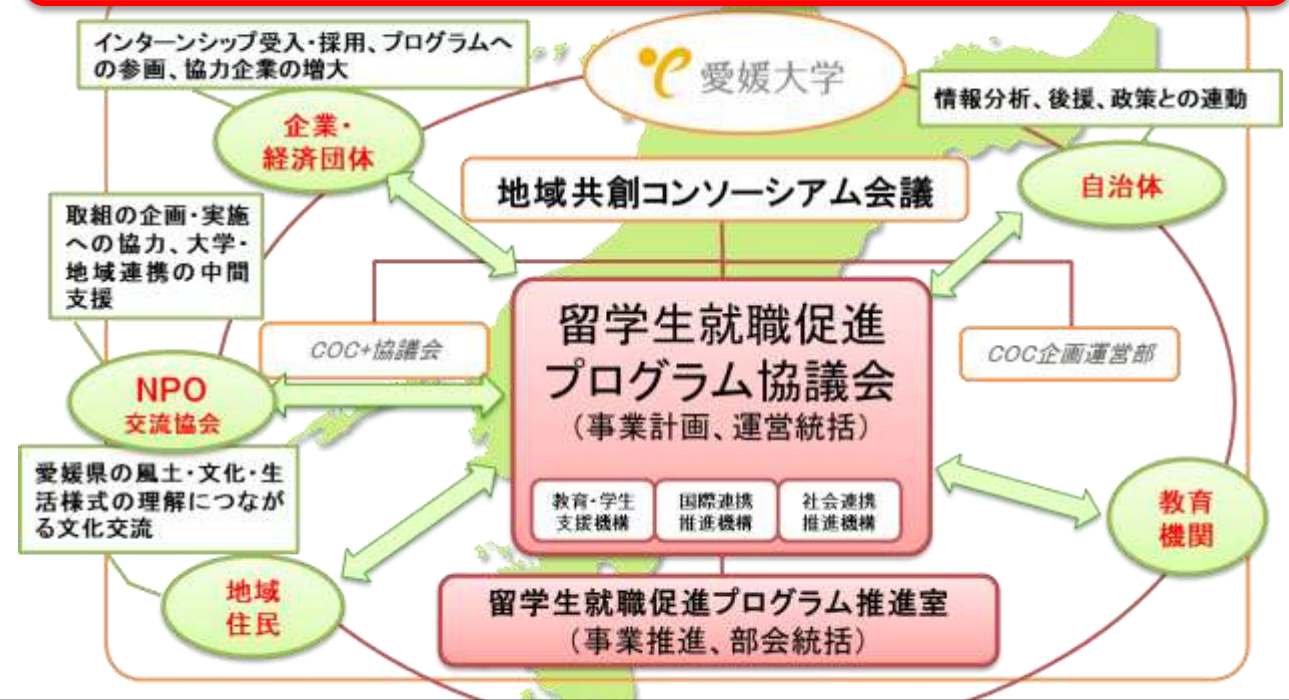 インターンシップ受入・採用、プログラムへ
の参画、協力企業の増大
愛媛大学
情報分析、後援、政策との連動
企業・
経済団体
自治体
地域共創コンソーシアム会議
取組の企画・実施
への協力、大学・
地域連携の中間
支援
留学生就職促進
プログラム協議会
(事業計画、運営統括)
COC+協議会
COC企画運営部
NPO
交流協会
愛媛県の風土・文化・生
活様式の理解につなが
る文化交流
教育・学生
支援機構
国際連携
推進機構
社会連携
推進機構
教育
機関
地域
住民
留学生就職促進プログラム推進室
(事業推進、部会統括)